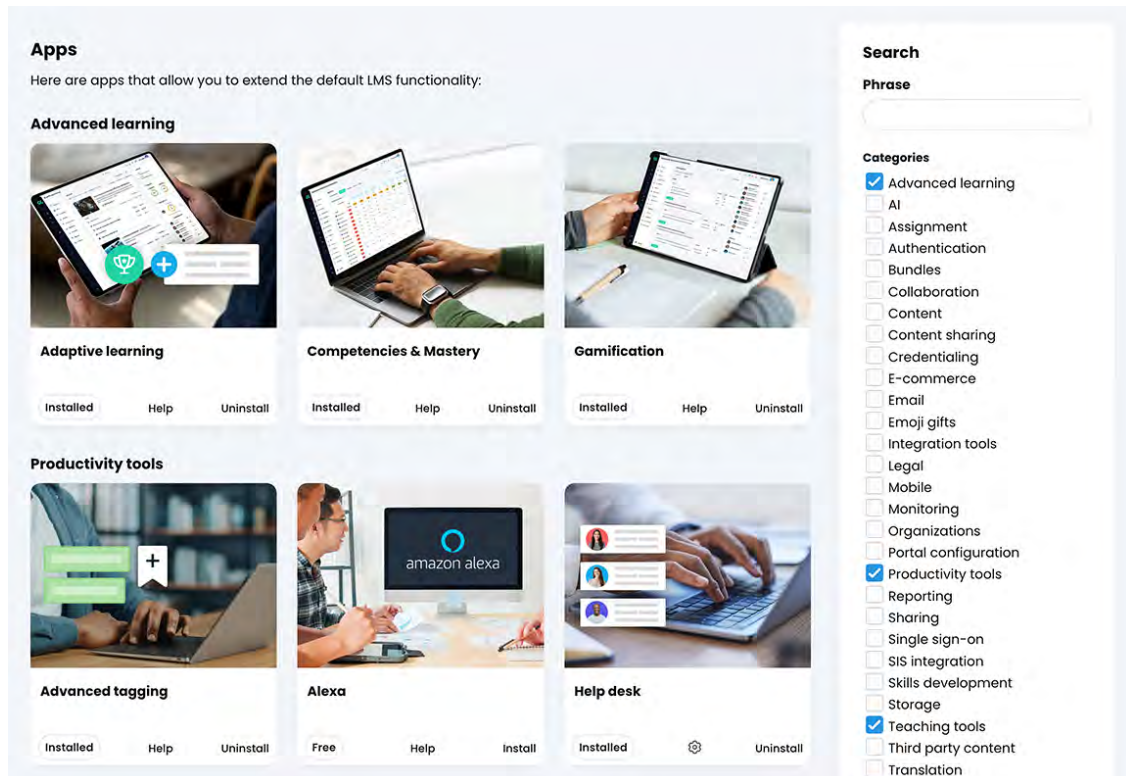 Apps
Here are apps that allow you to extend the default LMS functionality:
Advanced learning
Adaptive learning
Installed Help Uninstall
Competencies & Mastery
Installed Help Uninstall
Gamification
Installed Help Uninstall
Productivity tools
amazon alexa
Advanced tagging
Installed Help Uninstall
Alexa
Free Help Install
Help desk
Installed Uninstall
Search
Phrase
Categories
Advanced learning
AI
Assignment
Authentication
Bundles
Collaboration
Content
Content sharing
Credentialing
E-commerce
Email
Emoji gifts
Integration tools
Legal
Mobile
Monitoring
Organizations
Portal configuration
Productivity tools
Reporting
Sharing
Single sign-on
SIS integration
Skills development
Storage
Teaching tools
Third party content
Translation